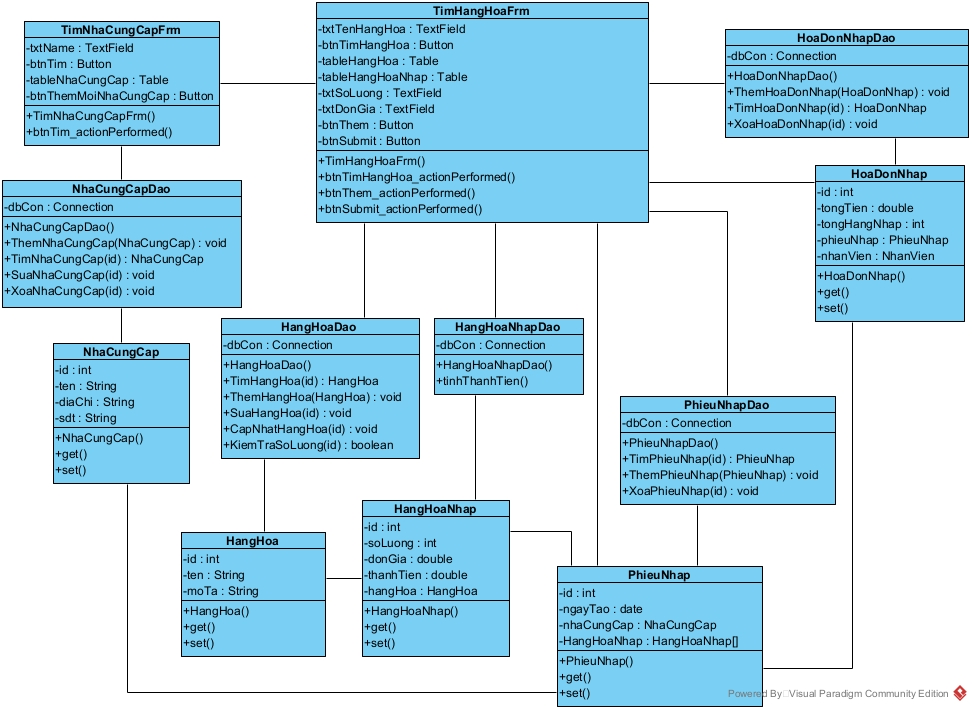 TimNhaCungCapFrm
-txtName : TextField
-btnTim : Button
-tableNhaCungCap : Table
-btnThemMoiNhaCungCap : Button
+TimNhaCungCapFrm()
+btnTim_actionPerformed()
TimHangHoaFrm
-txtTenHangHoa : TextField
-btnTimHangHoa : Button
-tableHangHoa : Table
-tableHangHoaNhap : Table
-txtSoLuong : TextField
-txtDonGia : TextField
-btnThem : Button
-btnSubmit : Button
+TimHangHoaFrm()
+btnTimHangHoa_actionPerformed()
+btnThem_actionPerformed()
+btnSubmit_actionPerformed()
HoaDonNhapDao
-dbCon : Connection
+HoaDonNhapDao()
+ThemHoaDonNhap(HoaDonNhap) : void
+TimHoaDonNhap(id) : HoaDonNhap
+XoaHoaDonNhap(id) : void
NhaCungCapDao
-dbCon : Connection
+NhaCungCapDao()
+ThemNhaCungCap(NhaCungCap) : void
+TimNhaCungCap(id) : NhaCungCap
+SuaNhaCungCap(id) : void
+XoaNhaCungCap(id) : void
HoaDonNhap
-id : int
-tongTien : double
-tongHangNhap : int
-phieuNhap : PhieuNhap
-nhanVien : NhanVien
+HoaDonNhap()
+get()
+set()
NhaCungCap
-id : int
-ten : String
-diaChi : String
-sdt : String
+NhaCungCap()
+get()
+set()
HangHoaDao
-dbCon : Connection
+HangHoaDao()
+TimHangHoa(id) : HangHoa
+ThemHangHoa(HangHoa) : void
+SuaHangHoa(id) : void
+CapNhatHangHoa(id) : void
+KiemTraSoLuong(id) : boolean
HangHoaNhapDao
-dbCon : Connection
+HangHoaNhapDao()
+tinhThanhTien()
PhieuNhapDao
-dbCon : Connection
+PhieuNhapDao()
+TimPhieuNhap(id) : PhieuNhap
+ThemPhieuNhap(PhieuNhap) : void
+XoaPhieuNhap(id) : void
HangHoa
-id : int
-ten : String
-moTa : String
+HangHoa()
+get()
+set()
HangHoaNhap
-id : int
-soLuong : int
-donGia : double
-thanhTien : double
-hangHoa : HangHoa
+HangHoaNhap()
+get()
+set()
PhieuNhap
-id : int
-ngayTao : date
-nhaCungCap : NhaCungCap
-HangHoaNhap : HangHoaNhap[]
+PhieuNhap()
+get()
+set()
Powered By Visual Paradigm Community Edition